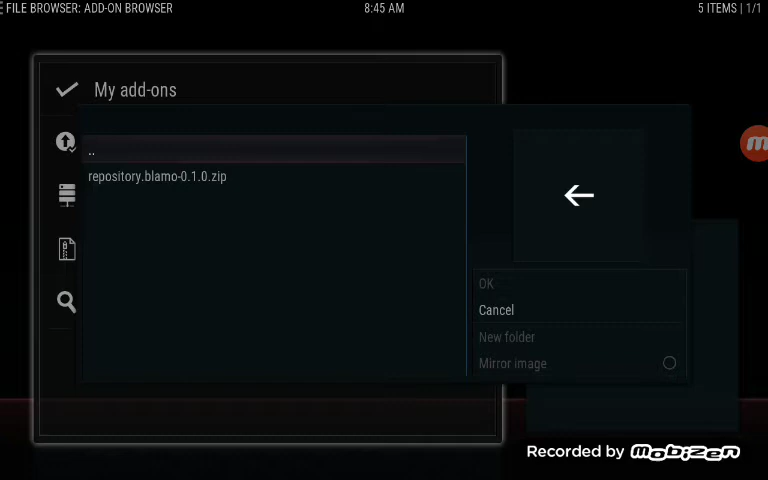 FILE BROWSER: ADD-ON BROWSER
8:45 AM
5 ITEMS | 1/1
My add-ons
..
repository.blamo-0.1.0.zip
OK
Cancel
New folder
Mirror image
Recorded by mobizen